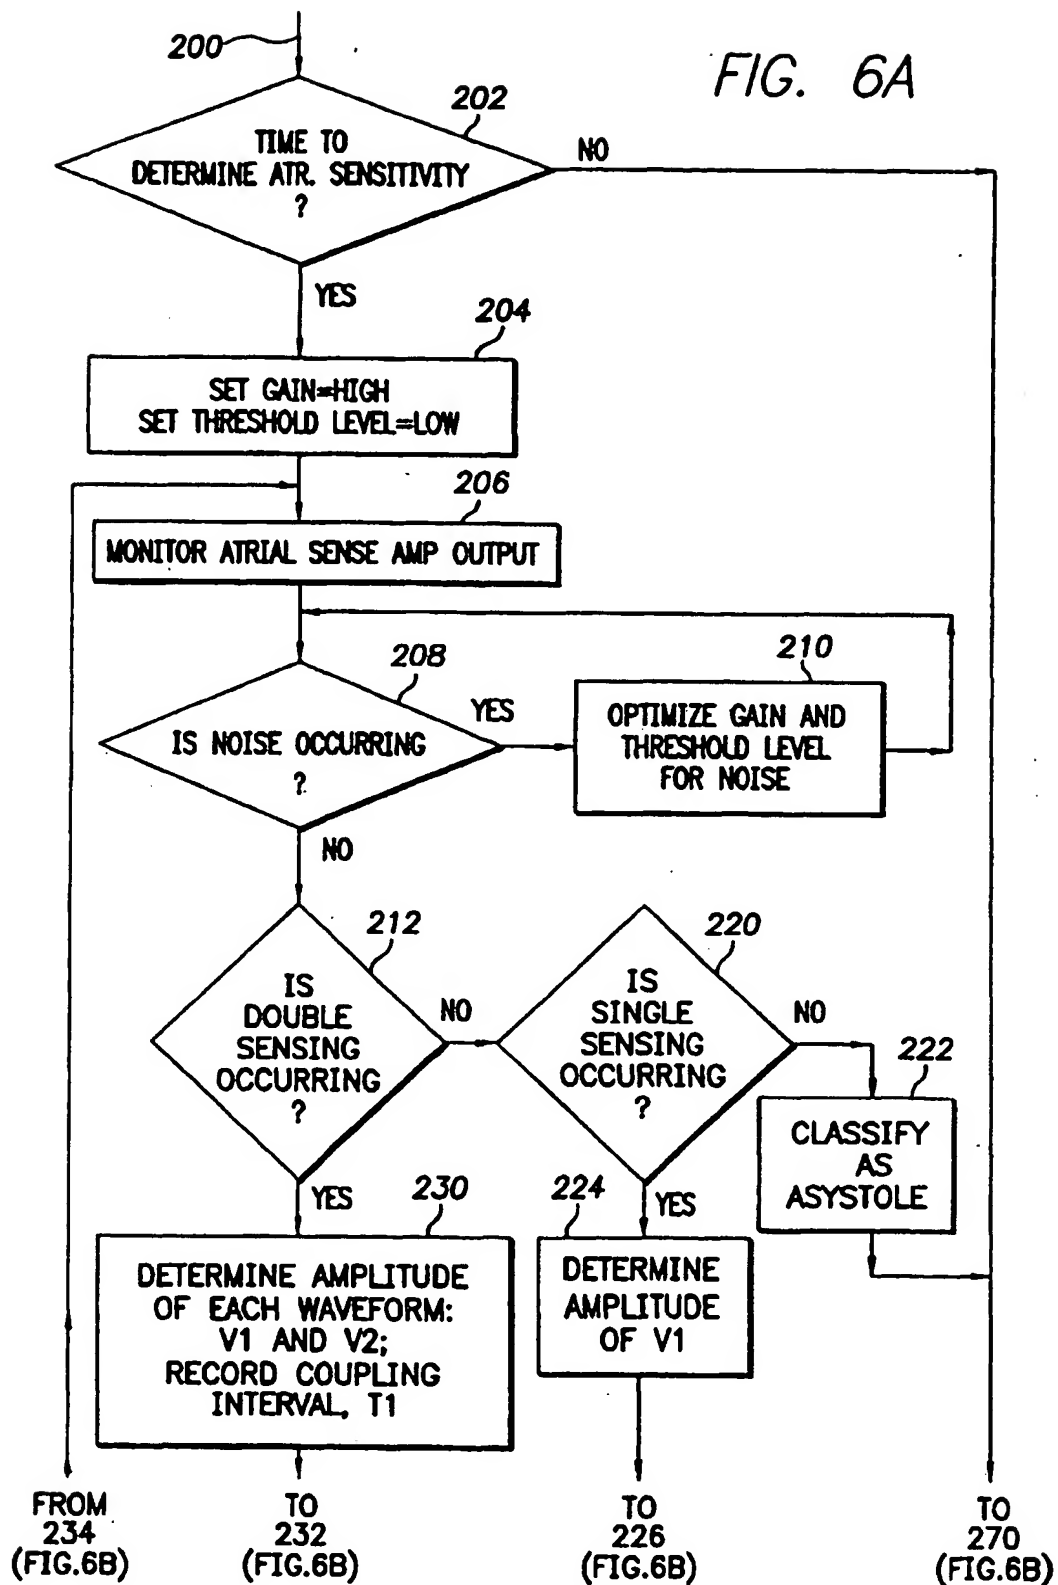 200
FIG. 6A
202
TIME TO
DETERMINE ATR. SENSITIVITY
?
NO
YES
204
SET GAIN=HIGH
SET THRESHOLD LEVEL=LOW
206
MONITOR ATRIAL SENSE AMP OUTPUT
208
IS NOISE OCCURRING
?
YES
210
OPTIMIZE GAIN AND
THRESHOLD LEVEL
FOR NOISE
NO
212
IS
DOUBLE
SENSING
OCCURRING
?
NO
220
IS
SINGLE
SENSING
OCCURRING
?
NO
222
CLASSIFY
AS
ASYSTOLE
YES
230
DETERMINE AMPLITUDE
OF EACH WAVEFORM:
V1 AND V2;
RECORD COUPLING
INTERVAL, T1
224
YES
DETERMINE
AMPLITUDE
OF V1
FROM
234
(FIG.6B)
TO
232
(FIG.6B)
TO
226
(FIG.6B)
TO
270
(FIG.6B)